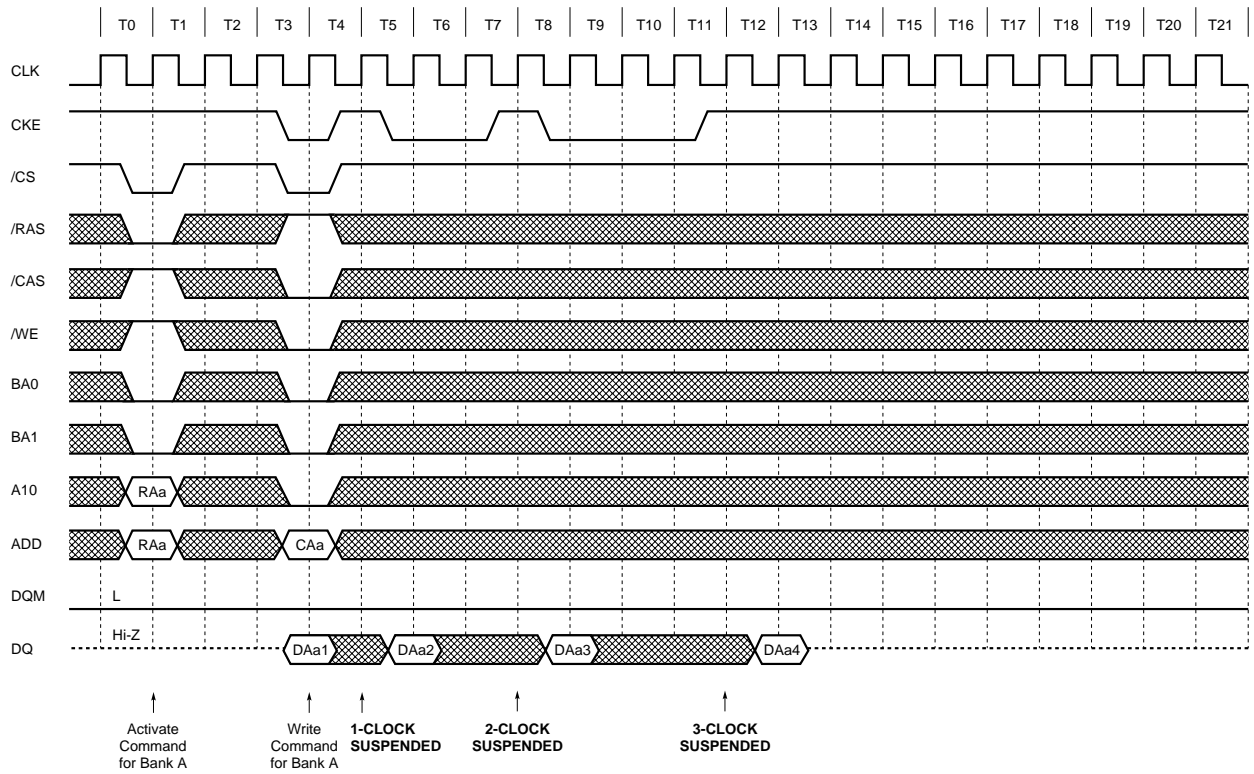 T0 T1 T2 T3 T4 T5 T6 T7 T8 T9 T10 T11 T12 T13 T14 T15 T16 T17 T18 T19 T20 T21
CLK
CKE
/CS
/RAS
/CAS
/WE
BA0
BA1
A10 RAa
ADD RAa CAa
DQM L
DQ Hi-Z DAa1 DAa2 DAa3 DAa4
Activate
Command
for Bank A
Write
Command
for Bank A
1-CLOCK
SUSPENDED
2-CLOCK
SUSPENDED
3-CLOCK
SUSPENDED